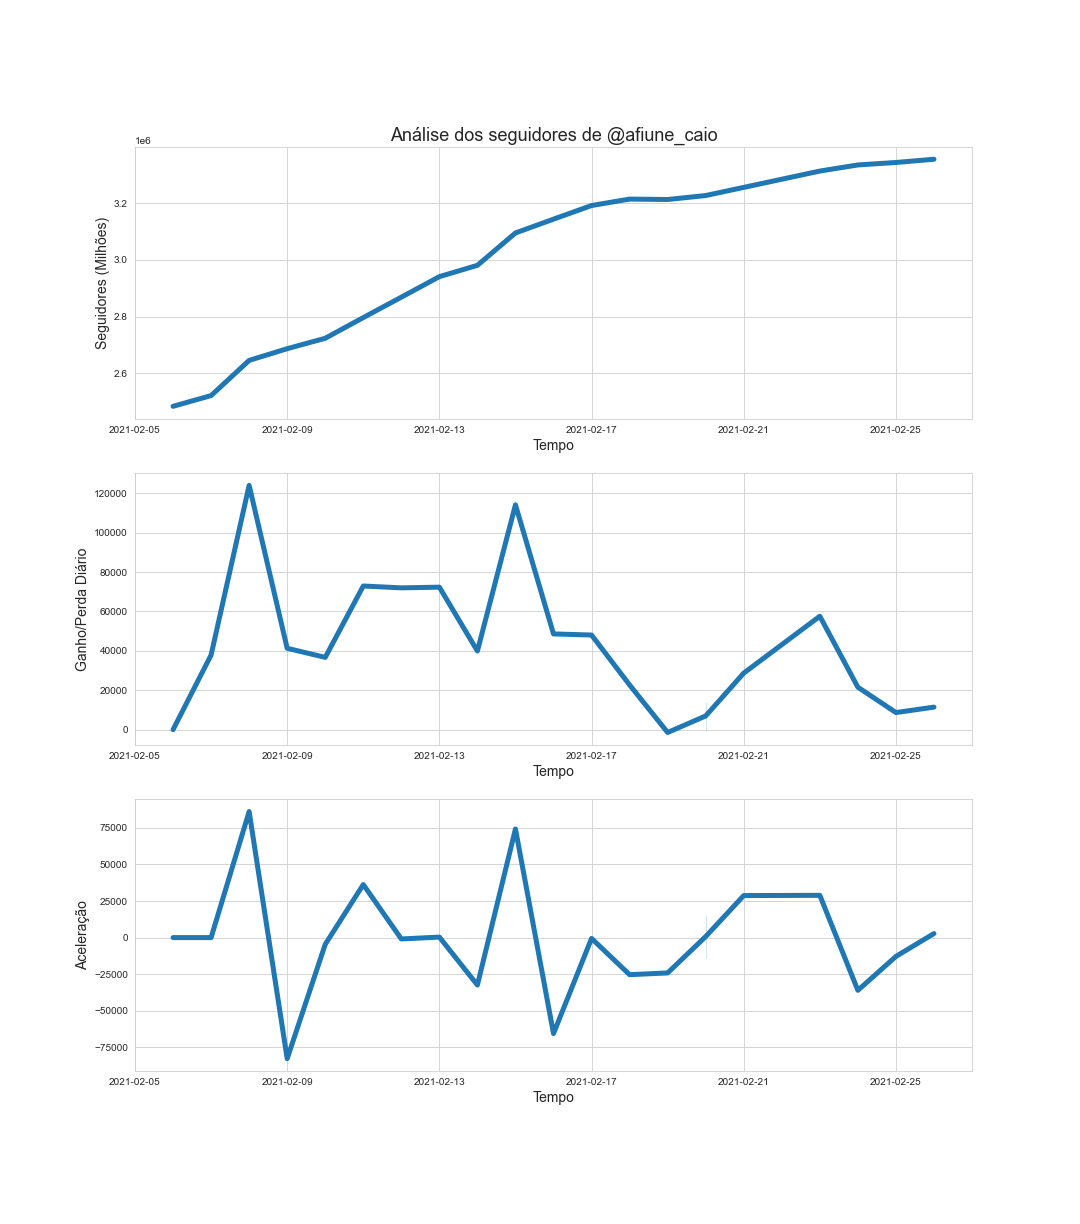 Análise dos seguidores de @afiune_caio
1e6
Seguidores (Milhões)
3.2
3.0
2.8
2.6
2021-02-05 2021-02-09 2021-02-13 2021-02-17 2021-02-21 2021-02-25
Tempo
Ganho/Perda Diário
120000
100000
80000
60000
40000
20000
0
2021-02-05 2021-02-09 2021-02-13 2021-02-17 2021-02-21 2021-02-25
Tempo
Aceleração
75000
50000
25000
0
−25000
−50000
−75000
2021-02-05 2021-02-09 2021-02-13 2021-02-17 2021-02-21 2021-02-25
Tempo